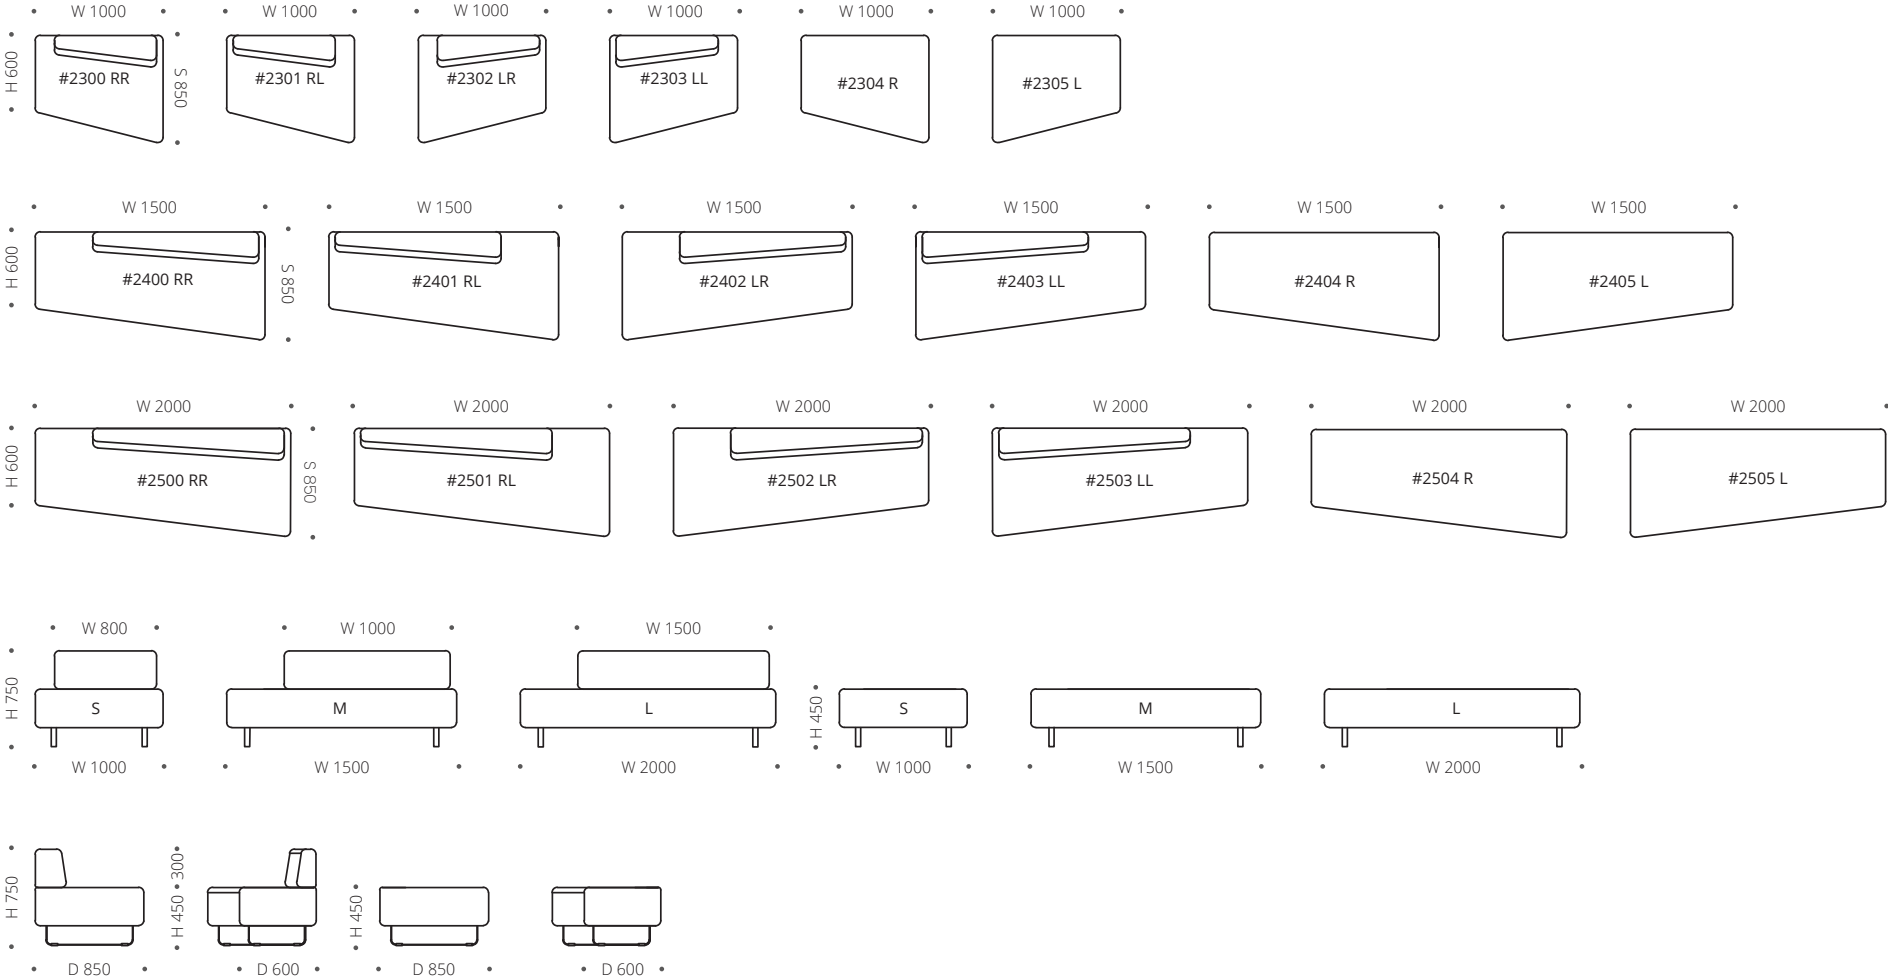 W 1000 W 1000 W 1000 W 1000 W 1000 W 1000
H 600 #2300 RR S 850 #2301 RL #2302 LR #2303 LL #2304 R #2305 L
W 1500 W 1500 W 1500 W 1500 W 1500 W 1500
H 600 #2400 RR S 850 #2401 RL #2402 LR #2403 LL #2404 R #2405 L
W 2000 W 2000 W 2000 W 2000 W 2000 W 2000
H 600 #2500 RR S 850 #2501 RL #2502 LR #2503 LL #2504 R #2505 L
W 800 W 1000 W 1500
H 750 S M L H 450 S M L
W 1000 W 1500 W 2000 W 1000 W 1500 W 2000
H 750 H 450 300 H 450
D 850 D 600 D 850 D 600